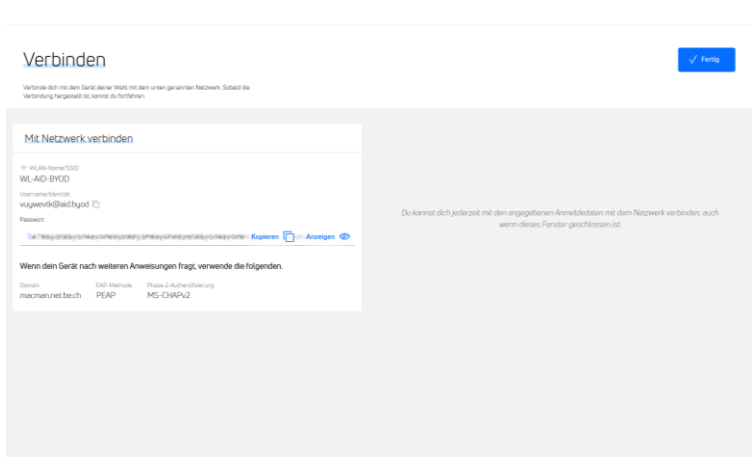 Verbinden
Fertig
Verbinde dich mit dem Gerät deiner Wahl mit dem unten genannten Netzwerk. Sobald die
Verbindung hergestellt ist, kannst du fortfahren.
Mit Netzwerk verbinden
WLAN-Name/SSID
WL-AID-BYOD
Username/Identität
vuywevtk@aid.byod
Passwort
Kopieren Anzeigen
Wenn dein Gerät nach weiteren Anweisungen fragt, verwende die folgenden.
Domain EAP-Methode Phase-2-Authentifizierung
macman.net.be.ch PEAP MS-CHAPv2
Du kannst dich jederzeit mit den angegebenen Anmeldedaten mit dem Netzwerk verbinden, auch
wenn dieses Fenster geschlossen ist.